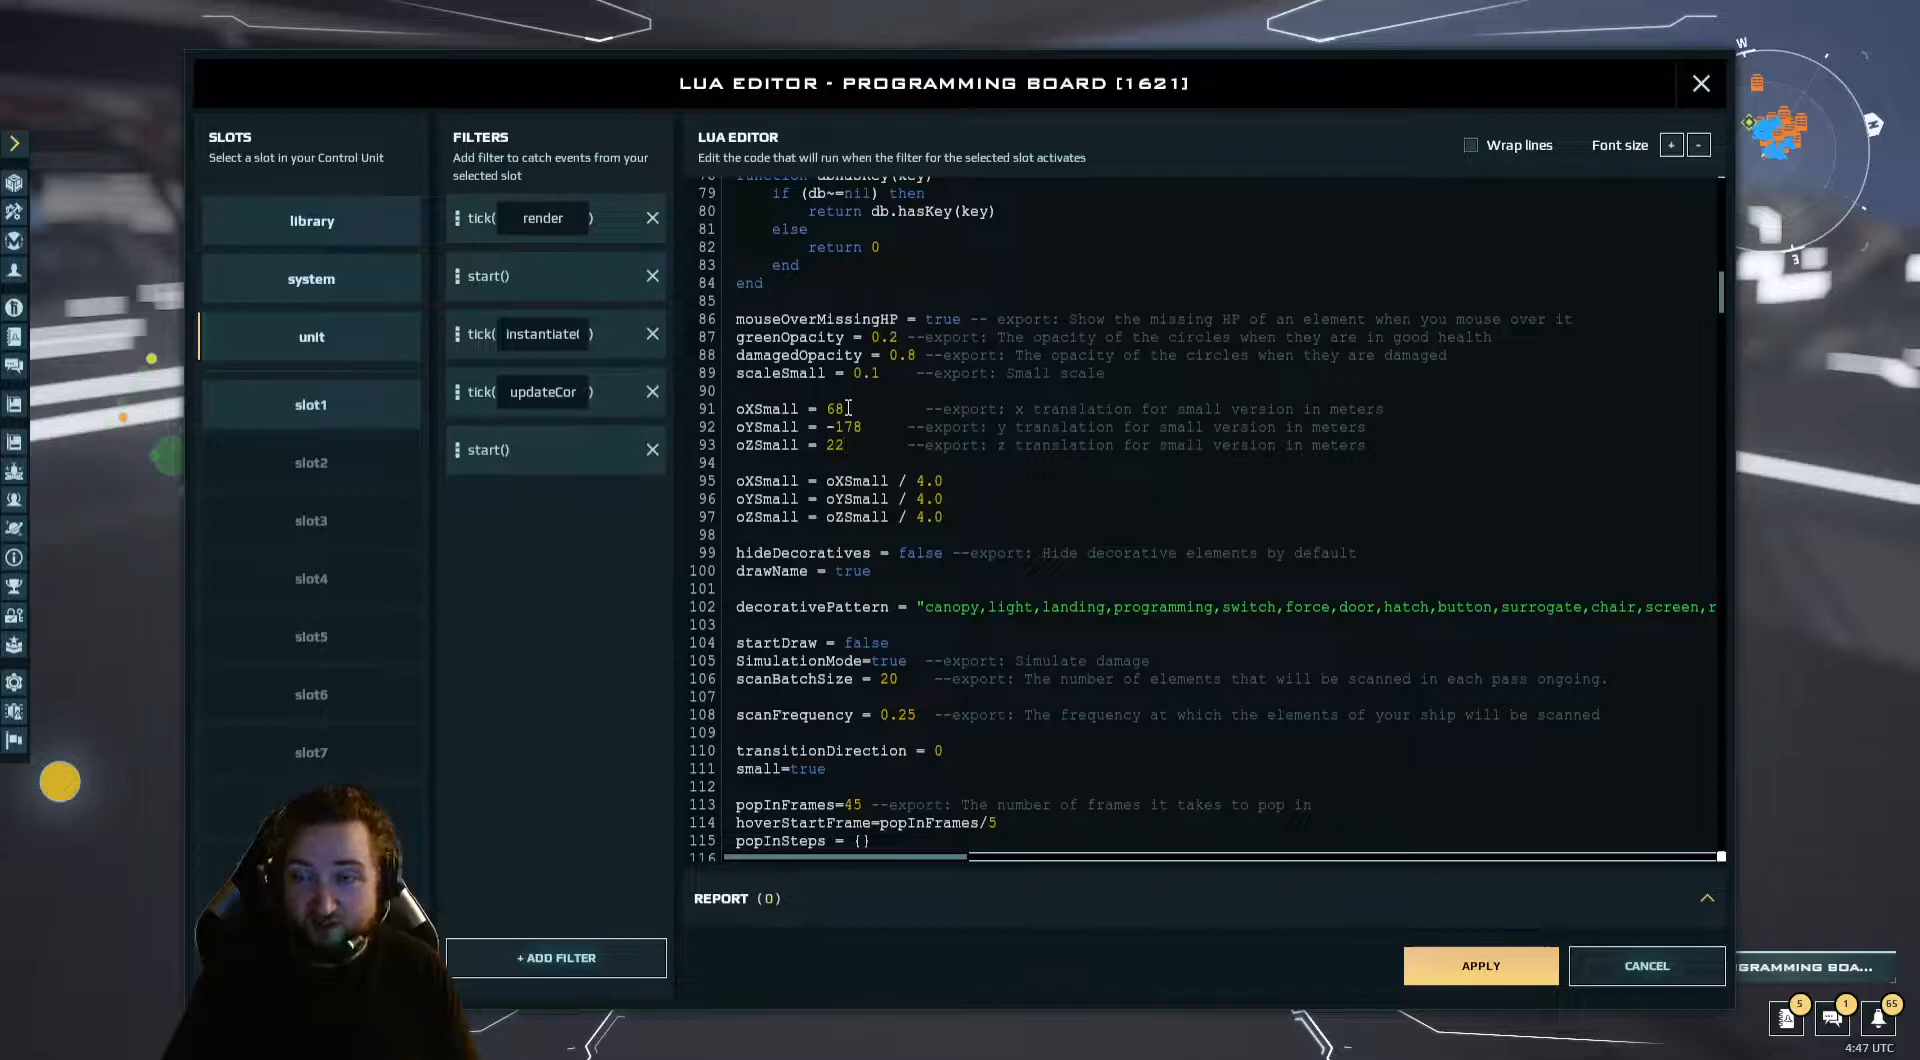 LUA EDITOR - PROGRAMMING BOARD [1621]
SLOTS
Select a slot in your Control Unit
library
system
unit
slot1
slot2
slot3
slot4
slot5
slot6
slot7
FILTERS
Add filter to catch events from your
selected slot
tick( render )
start()
tick( instantiate( )
tick( updateCor )
start()
+ ADD FILTER
LUA EDITOR
Edit the code that will run when the filter for the selected slot activates
Wrap lines
Font size + -
78 function dbHasKey(key)
79 if (db~=nil) then
80 return db.hasKey(key)
81 else
82 return 0
83 end
84 end
85
86 mouseOverMissingHP = true -- export: Show the missing HP of an element when you mouse over it
87 greenOpacity = 0.2 --export: The opacity of the circles when they are in good health
88 damagedOpacity = 0.8 --export: The opacity of the circles when they are damaged
89 scaleSmall = 0.1 --export: Small scale
90
91 oXSmall = 68 --export: x translation for small version in meters
92 oYSmall = -178 --export: y translation for small version in meters
93 oZSmall = 22 --export: z translation for small version in meters
94
95 oXSmall = oXSmall / 4.0
96 oYSmall = oYSmall / 4.0
97 oZSmall = oZSmall / 4.0
98
99 hideDecoratives = false --export: Hide decorative elements by default
100 drawName = true
101
102 decorativePattern = "canopy,light,landing,programming,switch,force,door,hatch,button,surrogate,chair,screen,r
103
104 startDraw = false
105 SimulationMode=true --export: Simulate damage
106 scanBatchSize = 20 --export: The number of elements that will be scanned in each pass ongoing.
107
108 scanFrequency = 0.25 --export: The frequency at which the elements of your ship will be scanned
109
110 transitionDirection = 0
111 small=true
112
113 popInFrames=45 --export: The number of frames it takes to pop in
114 hoverStartFrame=popInFrames/5
115 popInSteps = {}
116
REPORT (0)
APPLY
CANCEL
GRAMMING BOA...
W
N
E
S
5
1
65
4:47 UTC